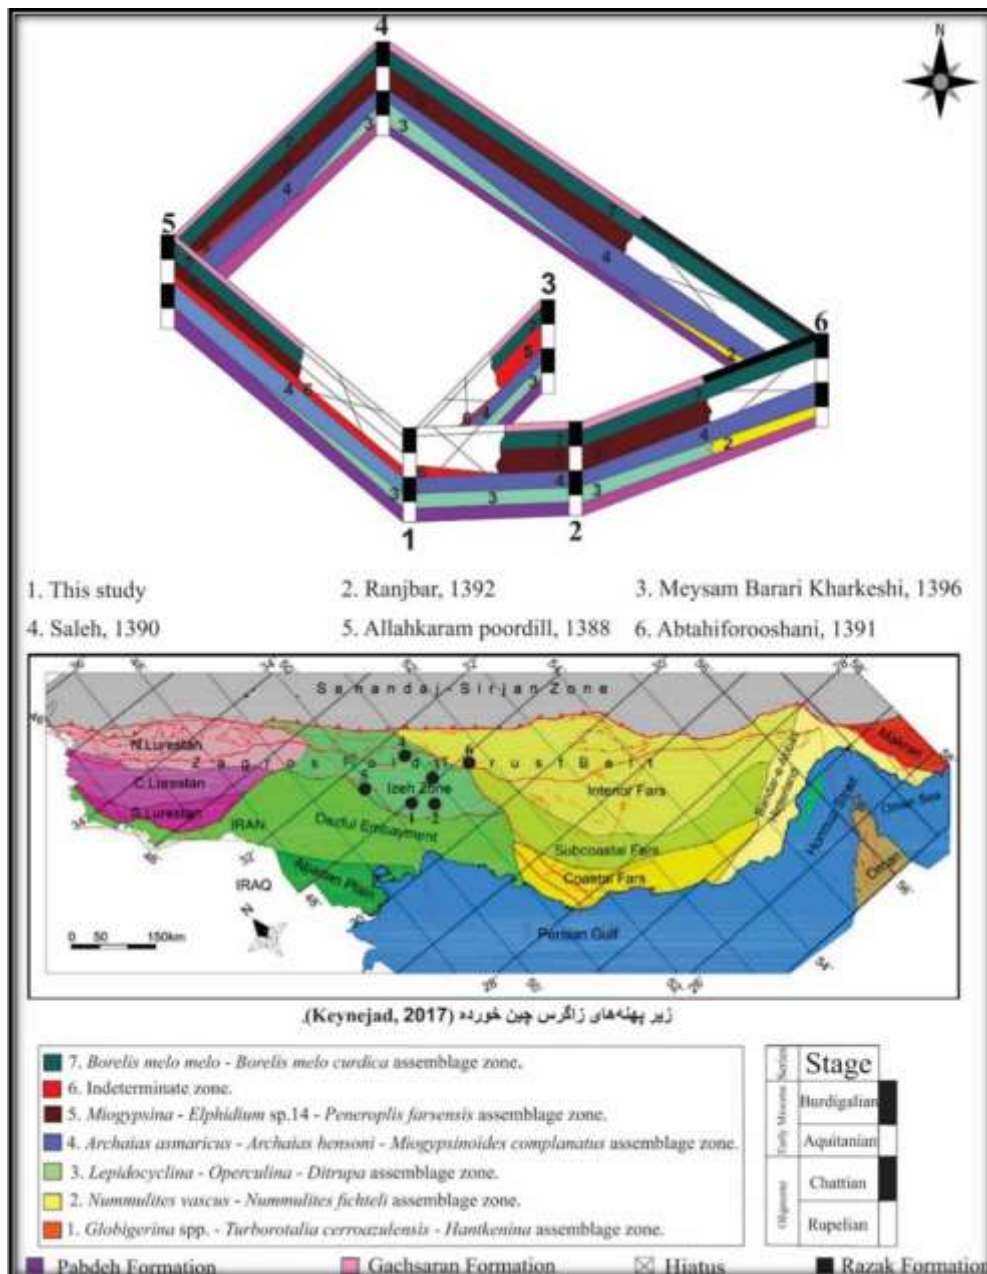 4
N
5
3
6
1
2
1. This study
2. Ranjbar, 1392
3. Meysam Barari Kharkeshi, 1396
4. Saleh, 1390
5. Allahkaram poordill, 1388
6. Abtahiforooshani, 1391
Sanandaj-Sirjan Zone
N.Lurestan
Zagros Fold-Thrust Belt
C.Lurestan
Izeh Zone
Interior Fars
Makran
S.Lurestan
IRAN
Dezful Embayment
Oman Sea
Subcoastal Fars
Abadan Plain
Coastal Fars
Oman
IRAQ
Persian Gulf
0 50 150km
زیر پهنه‌های زاگرس چین خورده (Keynejad, 2017).
7. Borelis melo melo - Borelis melo curdica assemblage zone.
6. Indeterminate zone.
5. Miogypsina - Elphidium sp.14 - Peneroplis farsensis assemblage zone.
4. Archaias asmaricus - Archaias hensoni - Miogypsinoides complanatus assemblage zone.
3. Lepidocyclina - Operculina - Ditrupa assemblage zone.
2. Nummulites vascus - Nummulites fichteli assemblage zone.
1. Globigerina spp. - Turborotalia cerroazulensis - Hantkenina assemblage zone.
Series
Stage
Early Miocene
Burdigalian
Aquitanian
Oligocene
Chattian
Rupelian
Pabdeh Formation
Gachsaran Formation
Hiatus
Razak Formation